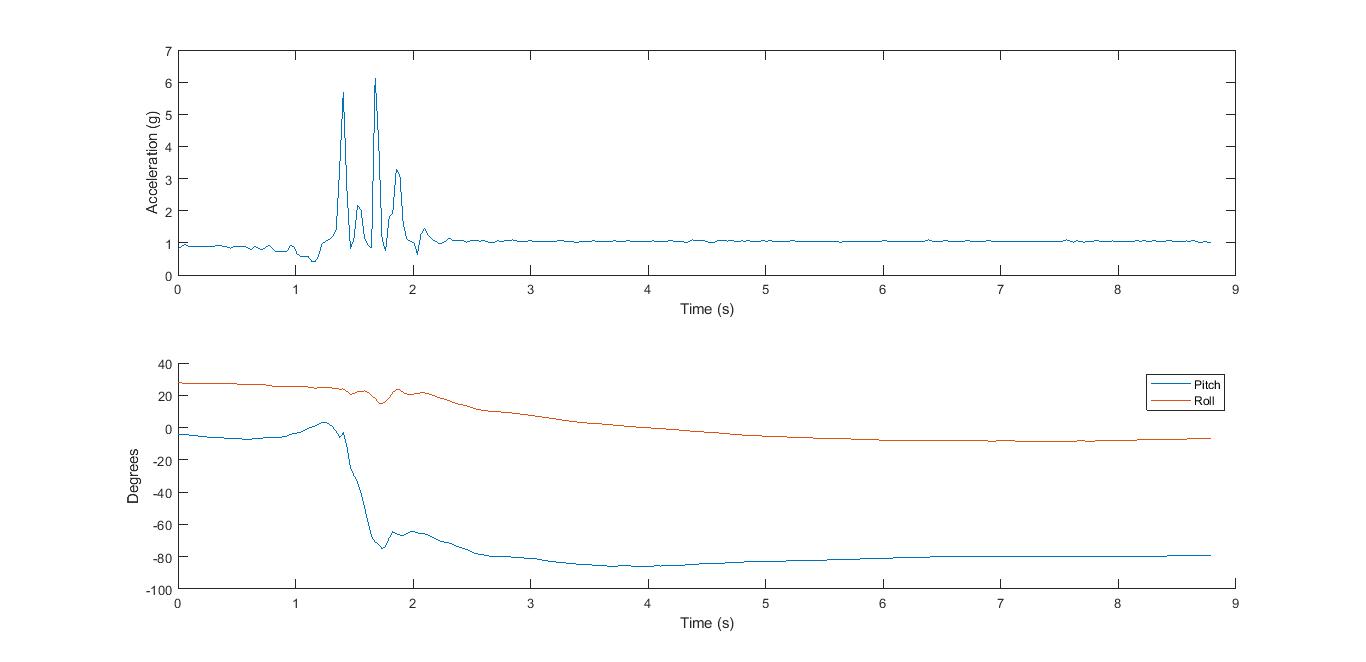 7
6
5
4
3
2
1
0
Acceleration (g)
0 1 2 3 4 5 6 7 8 9
Time (s)
40
20
0
-20
-40
-60
-80
-100
Degrees
Pitch
Roll
0 1 2 3 4 5 6 7 8 9
Time (s)